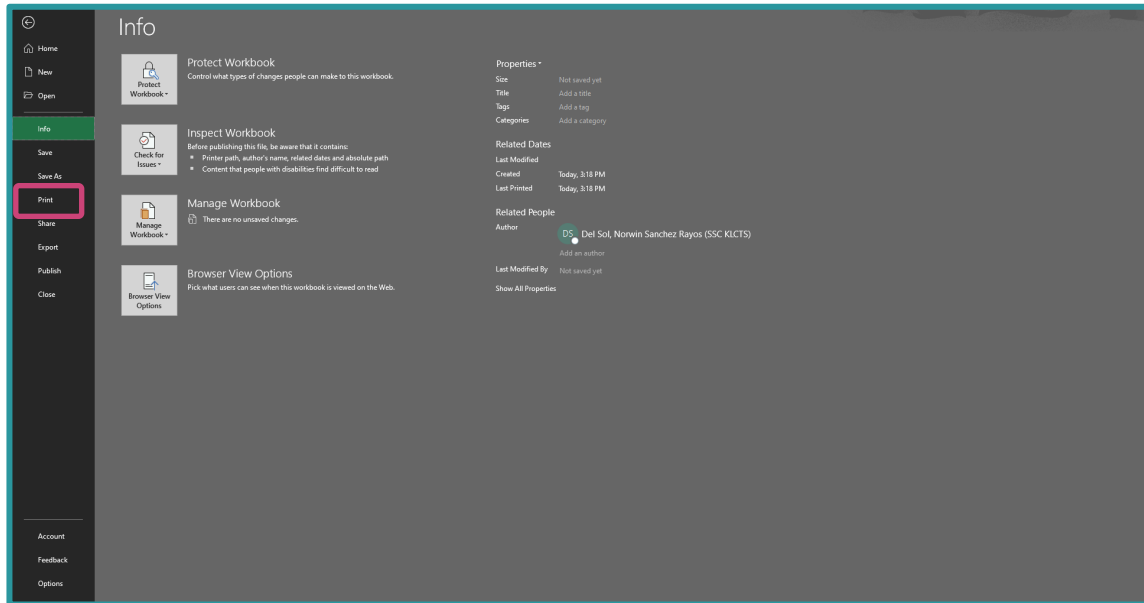 Info
Home
New
Open
Info
Save
Save As
Print
Share
Export
Publish
Close
Account
Feedback
Options
Protect Workbook
Protect Workbook
Control what types of changes people can make to this workbook.
Check for Issues
Inspect Workbook
Before publishing this file, be aware that it contains:
Printer path, author's name, related dates and absolute path
Content that people with disabilities find difficult to read
Manage Workbook
Manage Workbook
There are no unsaved changes.
Browser View Options
Browser View Options
Pick what users can see when this workbook is viewed on the Web.
Properties
Size Not saved yet
Title Add a title
Tags Add a tag
Categories Add a category
Related Dates
Last Modified
Created Today, 3:18 PM
Last Printed Today, 3:18 PM
Related People
Author DS Del Sol, Norwin Sanchez Rayos (SSC KLCTS)
Add an author
Last Modified By Not saved yet
Show All Properties